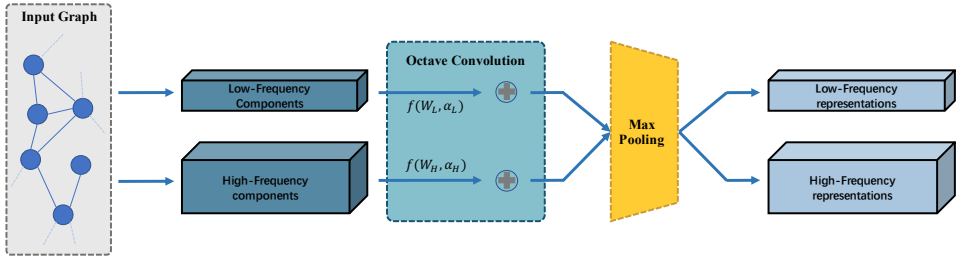 Input Graph
Low-Frequency
Components
High-Frequency
components
Octave Convolution
f(W_L, α_L)
f(W_H, α_H)
Max
Pooling
Low-Frequency
representations
High-Frequency
representations